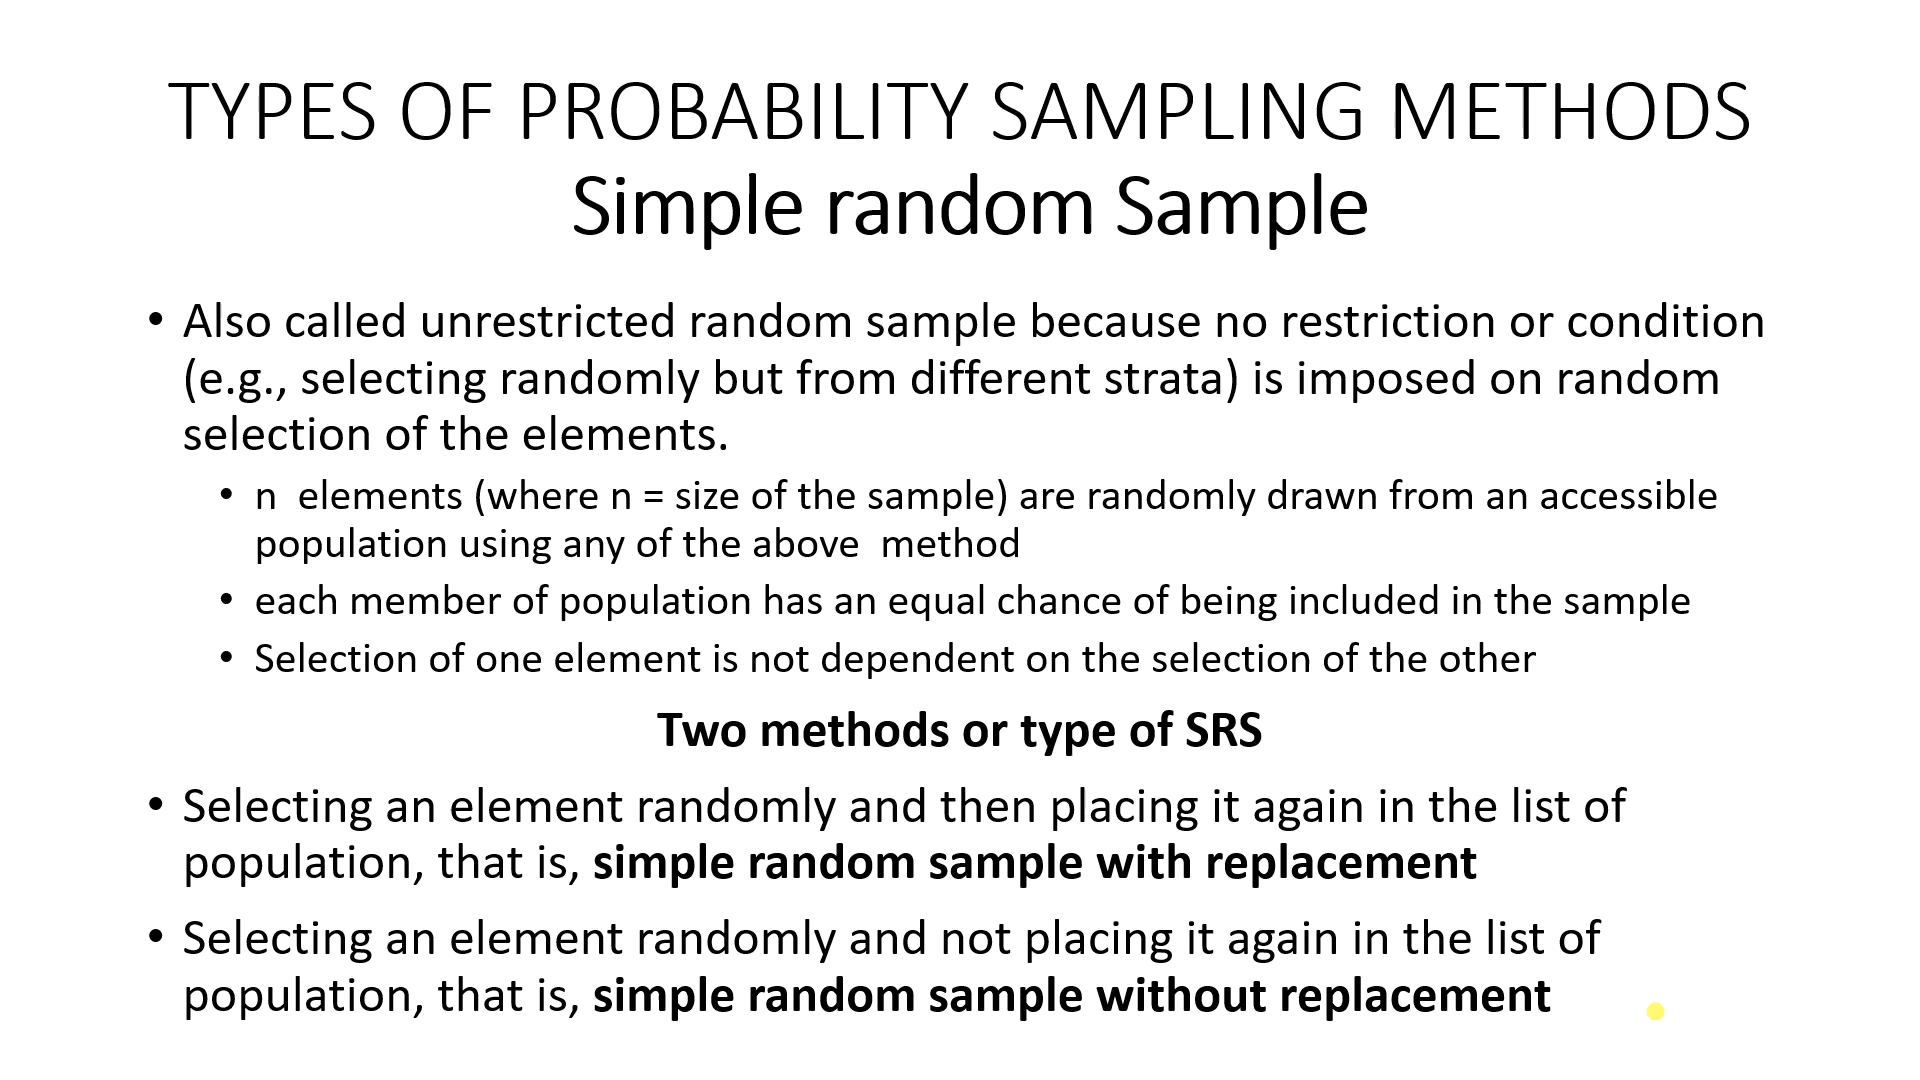 TYPES OF PROBABILITY SAMPLING METHODS
Simple random Sample
• Also called unrestricted random sample because no restriction or condition
(e.g., selecting randomly but from different strata) is imposed on random
selection of the elements.
• n  elements (where n = size of the sample) are randomly drawn from an accessible
population using any of the above  method
• each member of population has an equal chance of being included in the sample
• Selection of one element is not dependent on the selection of the other
Two methods or type of SRS
• Selecting an element randomly and then placing it again in the list of
population, that is, simple random sample with replacement
• Selecting an element randomly and not placing it again in the list of
population, that is, simple random sample without replacement